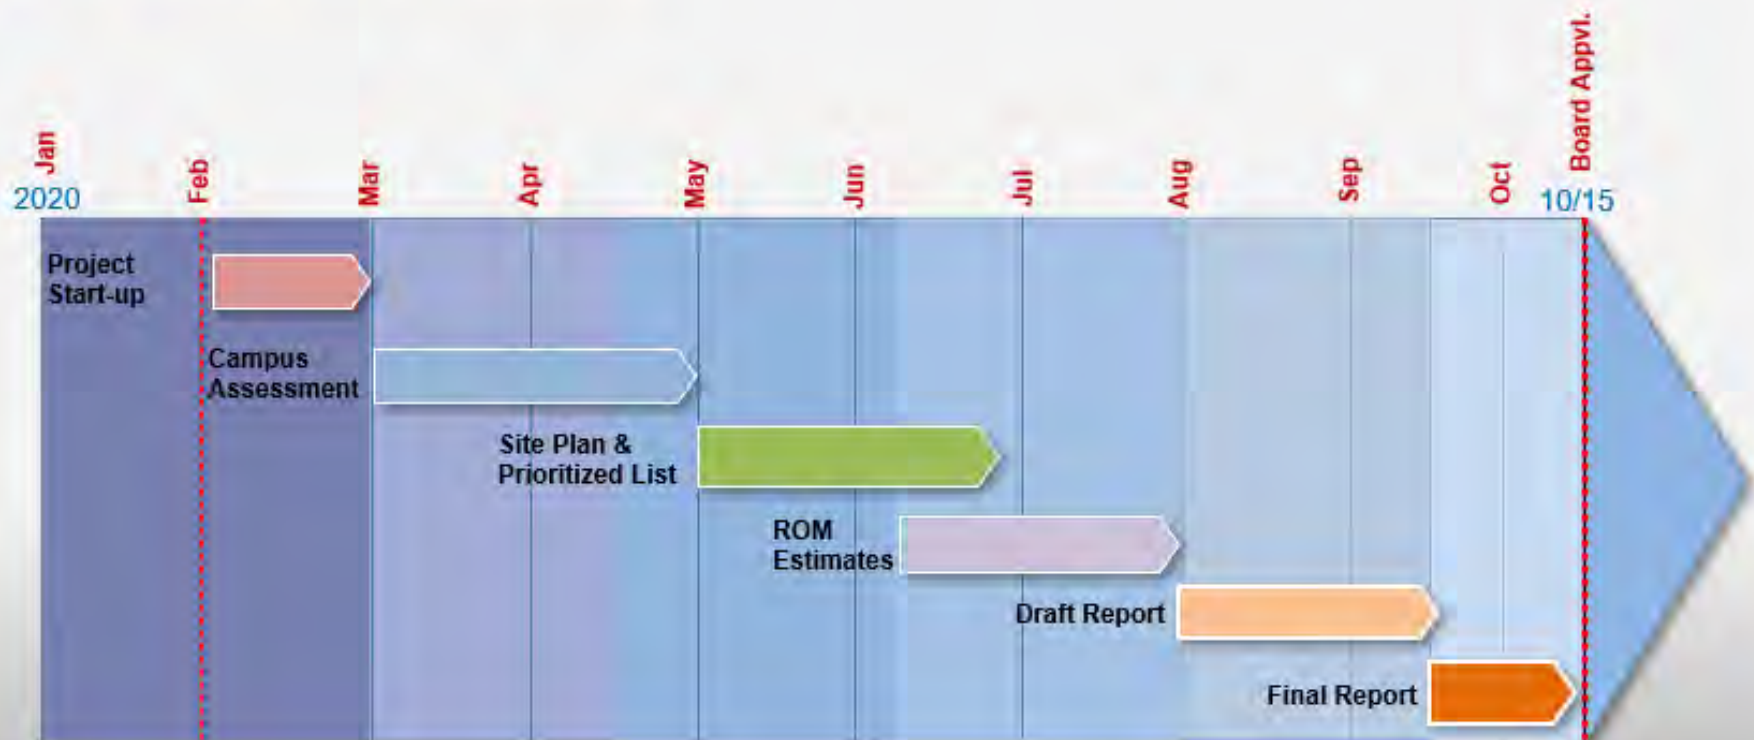 Jan
2020
Feb
Mar
Apr
May
Jun
Jul
Aug
Sep
Oct
Board Appvl.
10/15
Project
Start-up
Campus
Assessment
Site Plan &
Prioritized List
ROM
Estimates
Draft Report
Final Report